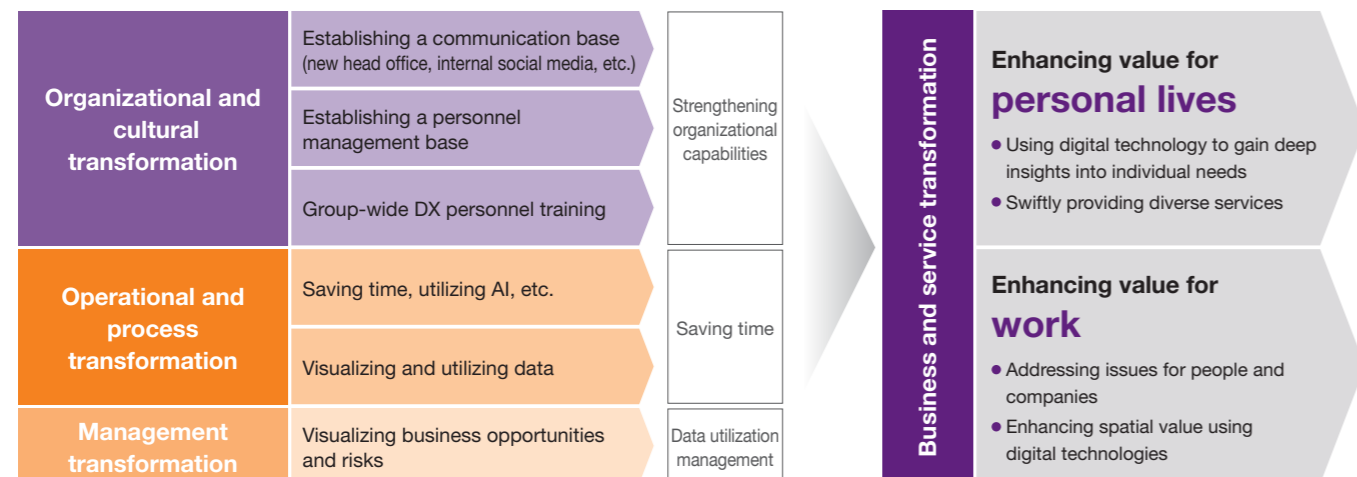 Organizational and
cultural
transformation
Establishing a communication base
(new head office, internal social media, etc.)
Establishing a personnel
management base
Group-wide DX personnel training
Strengthening
organizational
capabilities
Operational and
process
transformation
Saving time, utilizing AI, etc.
Visualizing and utilizing data
Saving time
Management
transformation
Visualizing business opportunities
and risks
Data utilization
management
Business and service transformation
Enhancing value for
personal lives
• Using digital technology to gain deep
insights into individual needs
• Swiftly providing diverse services
Enhancing value for
work
• Addressing issues for people and
companies
• Enhancing spatial value using
digital technologies